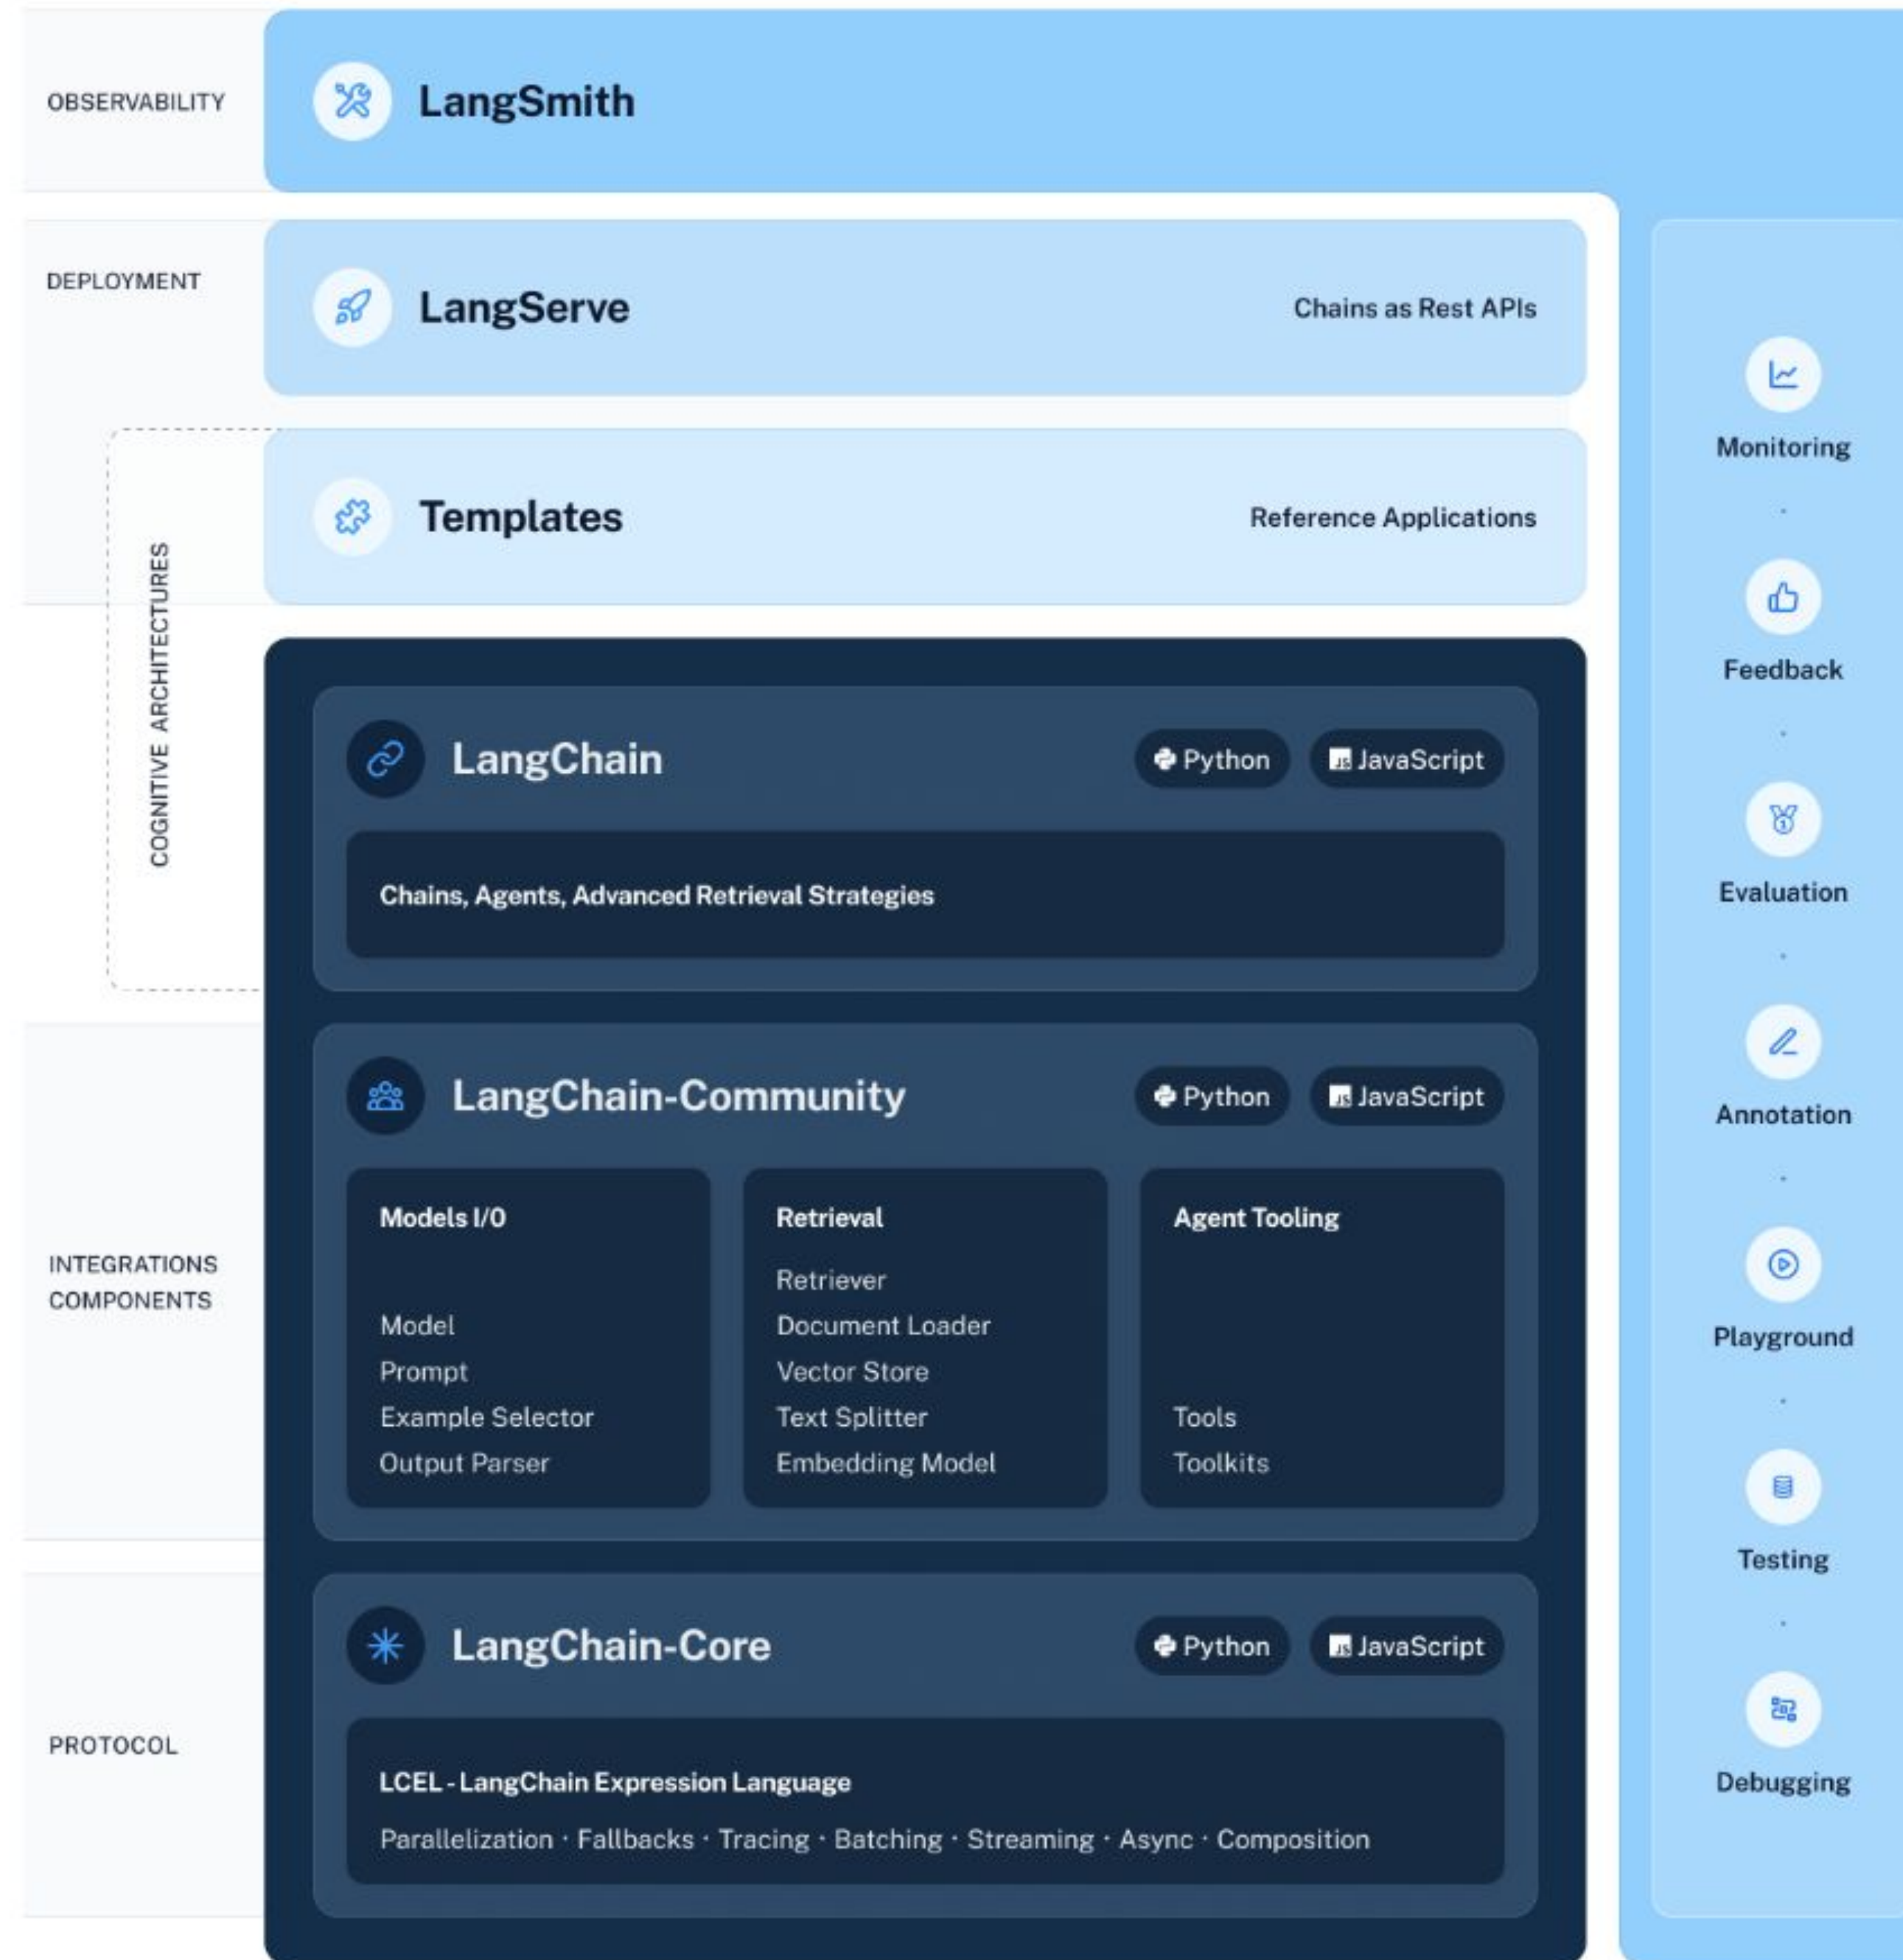 OBSERVABILITY
LangSmith
DEPLOYMENT
LangServe
Chains as Rest APIs
Templates
Reference Applications
COGNITIVE ARCHITECTURES
LangChain
Python
JavaScript
Chains, Agents, Advanced Retrieval Strategies
INTEGRATIONS
COMPONENTS
LangChain-Community
Python
JavaScript
Models I/O
Model
Prompt
Example Selector
Output Parser
Retrieval
Retriever
Document Loader
Vector Store
Text Splitter
Embedding Model
Agent Tooling
Tools
Toolkits
PROTOCOL
LangChain-Core
Python
JavaScript
LCEL - LangChain Expression Language
Parallelization · Fallbacks · Tracing · Batching · Streaming · Async · Composition
Monitoring
Feedback
Evaluation
Annotation
Playground
Testing
Debugging